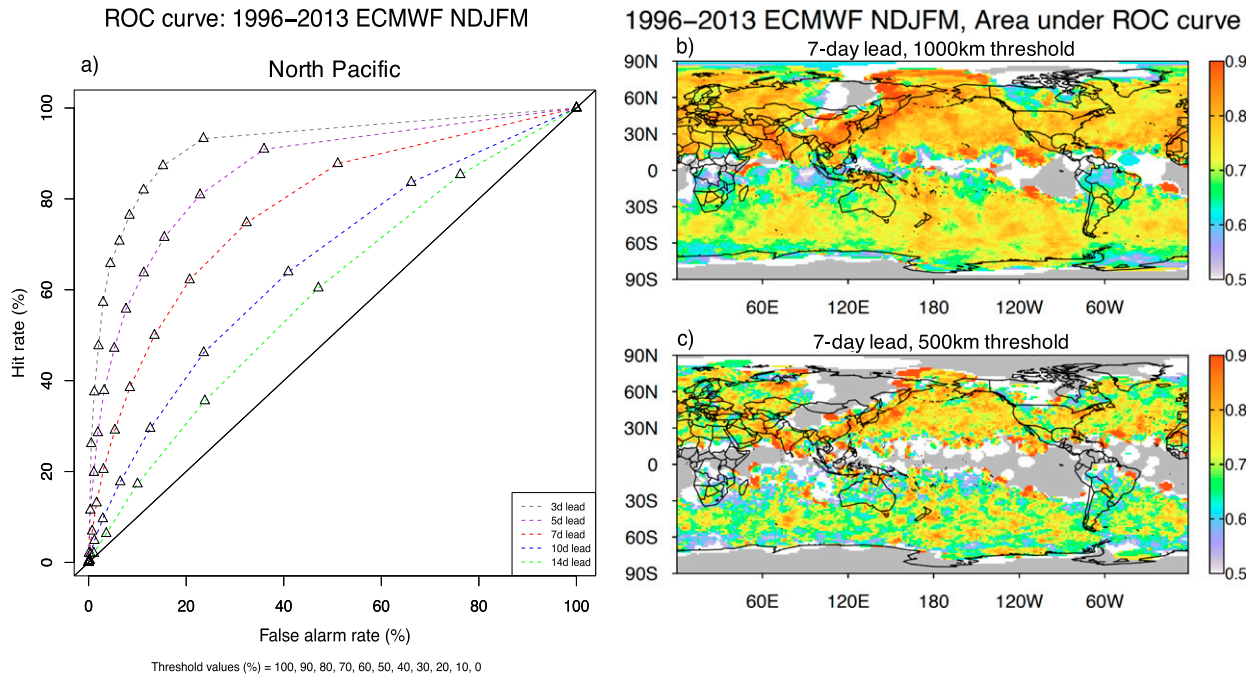 ROC curve: 1996−2013 ECMWF NDJFM
a)
North Pacific
100
80
60
40
20
0
Hit rate (%)
3d lead
5d lead
7d lead
10d lead
14d lead
0 20 40 60 80 100
False alarm rate (%)
Threshold values (%) = 100, 90, 80, 70, 60, 50, 40, 30, 20, 10, 0
1996−2013 ECMWF NDJFM, Area under ROC curve
b) 7-day lead, 1000km threshold
90N
60N
30N
0
30S
60S
90S
60E 120E 180 120W 60W
0.9
0.8
0.7
0.6
0.5
c) 7-day lead, 500km threshold
90N
60N
30N
0
30S
60S
90S
60E 120E 180 120W 60W
0.9
0.8
0.7
0.6
0.5